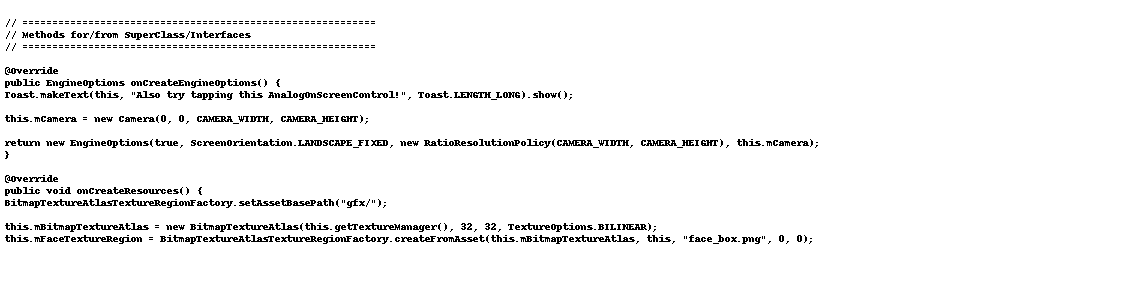 // ===========================================================
// Methods for/from SuperClass/Interfaces
// ===========================================================
@Override
public EngineOptions onCreateEngineOptions() {
Toast.makeText(this, "Also try tapping this AnalogOnScreenControl!", Toast.LENGTH_LONG).show();
this.mCamera = new Camera(0, 0, CAMERA_WIDTH, CAMERA_HEIGHT);
return new EngineOptions(true, ScreenOrientation.LANDSCAPE_FIXED, new RatioResolutionPolicy(CAMERA_WIDTH, CAMERA_HEIGHT), this.mCamera);
}
@Override
public void onCreateResources() {
BitmapTextureAtlasTextureRegionFactory.setAssetBasePath("gfx/");
this.mBitmapTextureAtlas = new BitmapTextureAtlas(this.getTextureManager(), 32, 32, TextureOptions.BILINEAR);
this.mFaceTextureRegion = BitmapTextureAtlasTextureRegionFactory.createFromAsset(this.mBitmapTextureAtlas, this, "face_box.png", 0, 0);